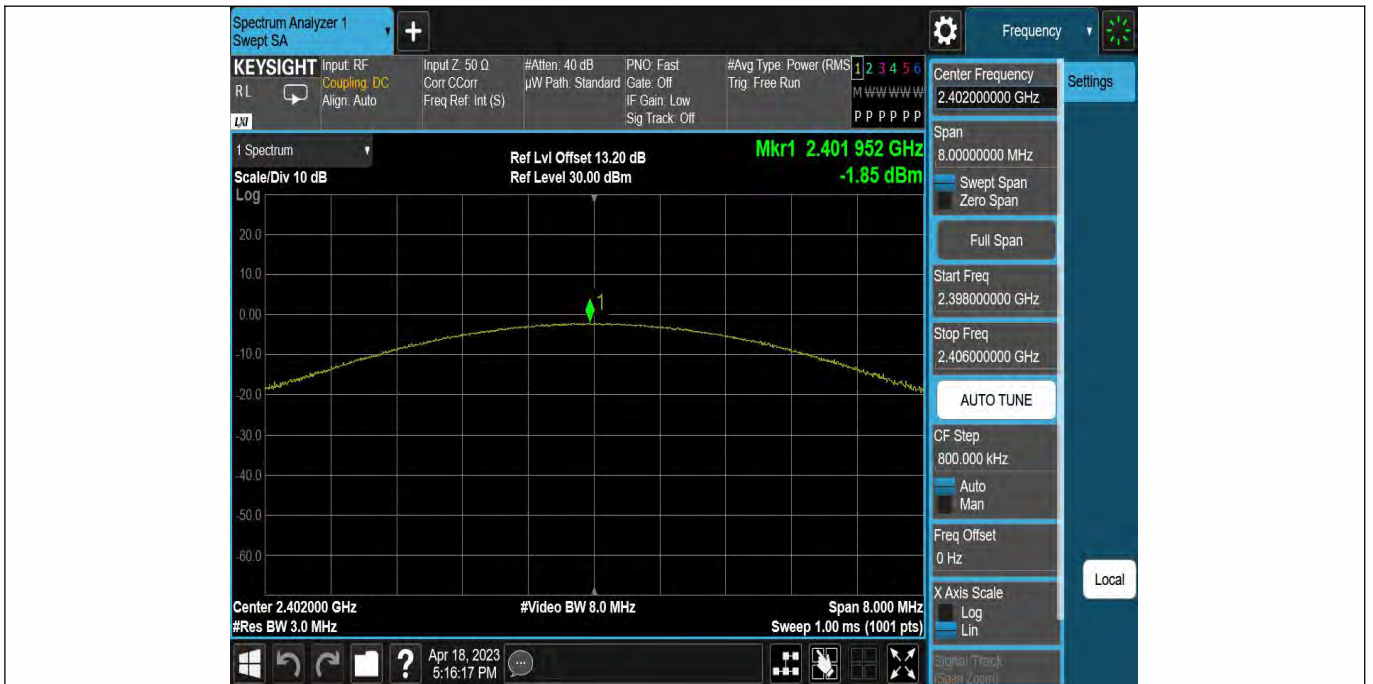 Spectrum Analyzer 1
Swept SA
+
Frequency
KEYSIGHT
RL
LXI
Input: RF
Coupling: DC
Align: Auto
Input Z: 50 Ω
Corr CCorr
Freq Ref: Int (S)
#Atten: 40 dB
µW Path: Standard
PNO: Fast
Gate: Off
IF Gain: Low
Sig Track: Off
#Avg Type: Power (RMS
Trig: Free Run
1 2 3 4 5 6
M W W W W W
P P P P P P
1 Spectrum
Scale/Div 10 dB
Ref Lvl Offset 13.20 dB
Ref Level 30.00 dBm
Mkr1 2.401 952 GHz
-1.85 dBm
Log
20.0
10.0
0.00
-10.0
-20.0
-30.0
-40.0
-50.0
-60.0
1
Center 2.402000 GHz
#Res BW 3.0 MHz
#Video BW 8.0 MHz
Span 8.000 MHz
Sweep 1.00 ms (1001 pts)
Center Frequency
2.402000000 GHz
Settings
Span
8.00000000 MHz
Swept Span
Zero Span
Full Span
Start Freq
2.398000000 GHz
Stop Freq
2.406000000 GHz
AUTO TUNE
CF Step
800.000 kHz
Auto
Man
Freq Offset
0 Hz
X Axis Scale
Log
Lin
Signal Track
(Span Zoom)
Local
?
Apr 18, 2023
5:16:17 PM